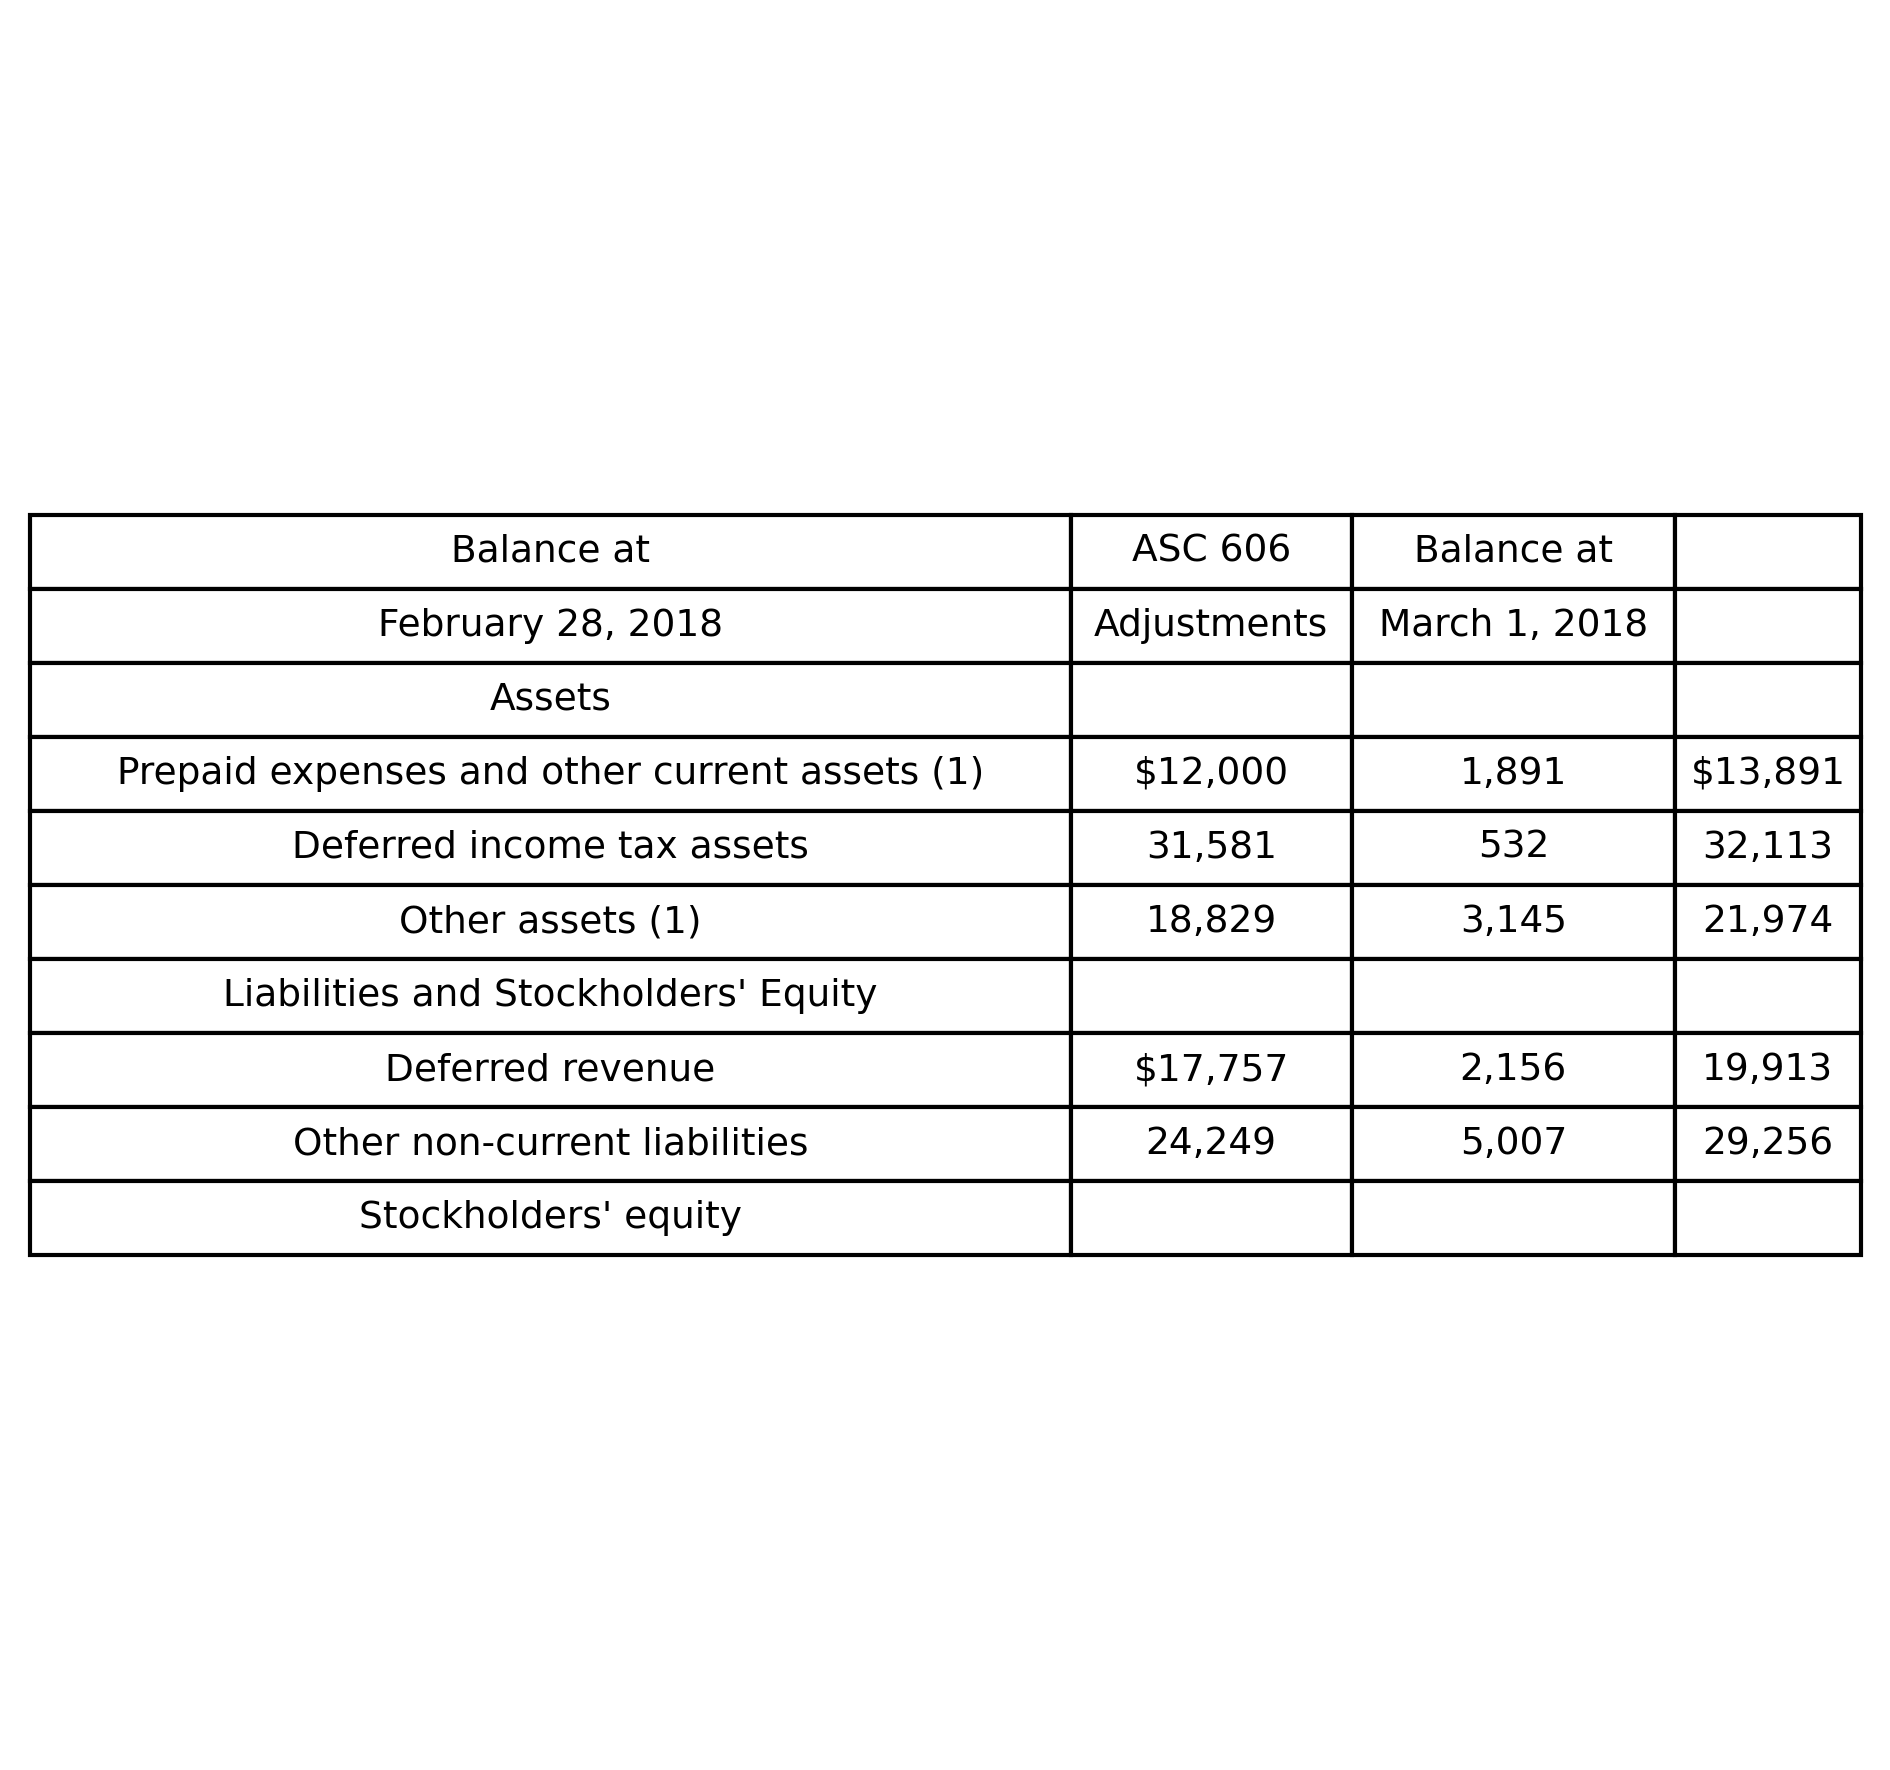 Balance at ASC 606 Balance at
February 28, 2018 Adjustments March 1, 2018
Assets
Prepaid expenses and other current assets (1) $12,000 1,891 $13,891
Deferred income tax assets 31,581 532 32,113
Other assets (1) 18,829 3,145 21,974
Liabilities and Stockholders' Equity
Deferred revenue $17,757 2,156 19,913
Other non-current liabilities 24,249 5,007 29,256
Stockholders' equity